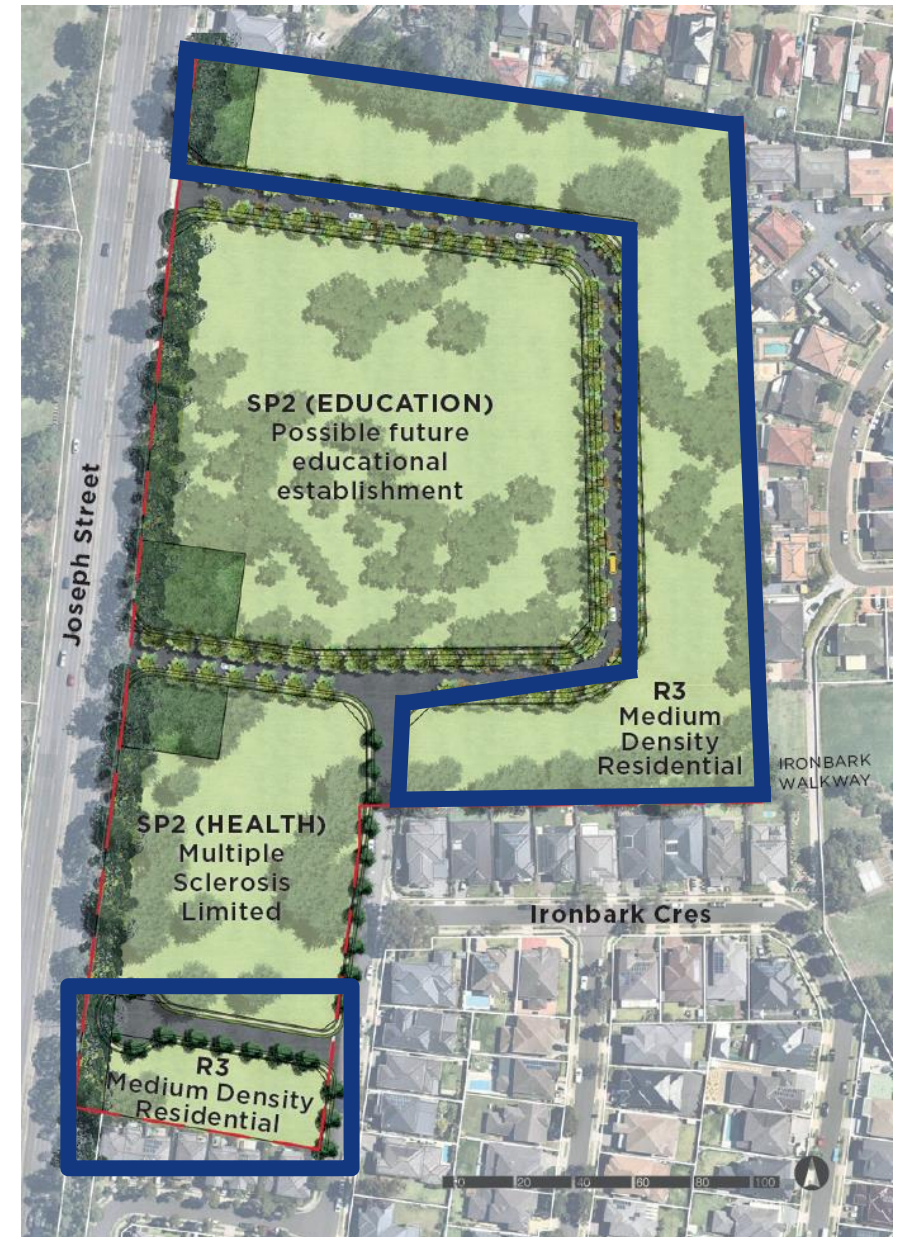 SP2 (EDUCATION)
Possible future
educational
establishment
Joseph Street
R3
Medium
Density
Residential
IRONBARK
WALKWAY
SP2 (HEALTH)
Multiple
Sclerosis
Limited
Ironbark Cres
R3
Medium Density
Residential
20 40 60 80 100